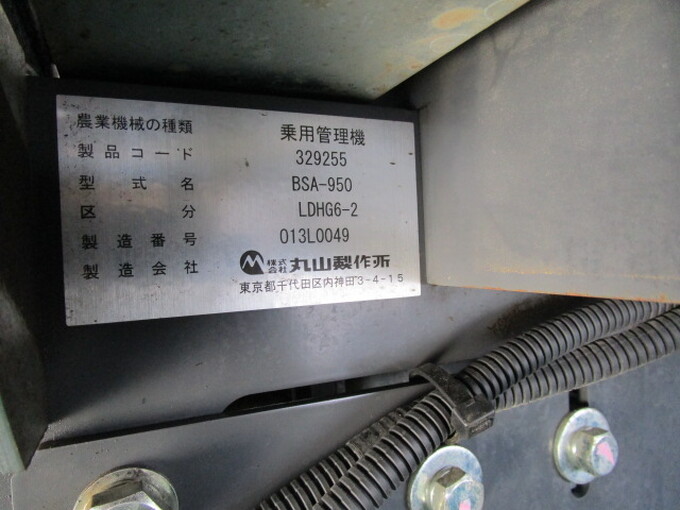 農業機械の種類 乗用管理機
製品コード 329255
型式名 BSA-950
区分 LDHG6-2
製造番号 013L0049
製造会社 株式会社 丸山製作所
東京都千代田区内神田3-4-15